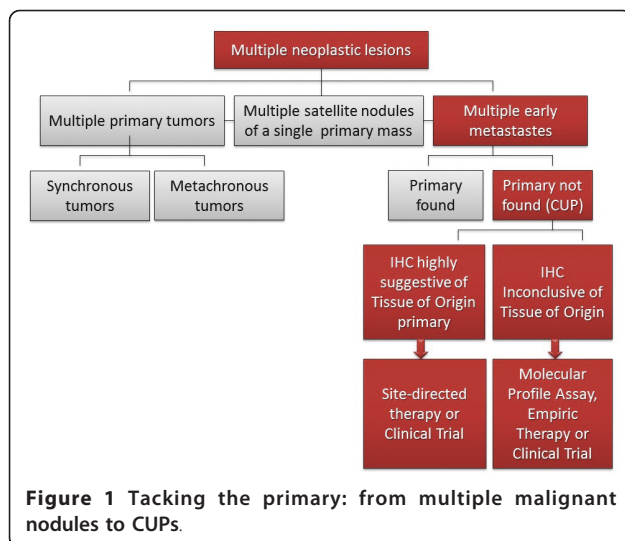 Multiple neoplastic lesions
Multiple primary tumors
Multiple satellite nodules
of a single primary mass
Multiple early
metastastes
Synchronous
tumors
Metachronous
tumors
Primary
found
Primary not
found (CUP)
IHC highly
suggestive of
Tissue of Origin
primary
IHC
Inconclusive of
Tissue of Origin
Site-directed
therapy or
Clinical Trial
Molecular
Profile Assay,
Empiric
Therapy or
Clinical Trial
Figure 1 Tacking the primary: from multiple malignant
nodules to CUPs.